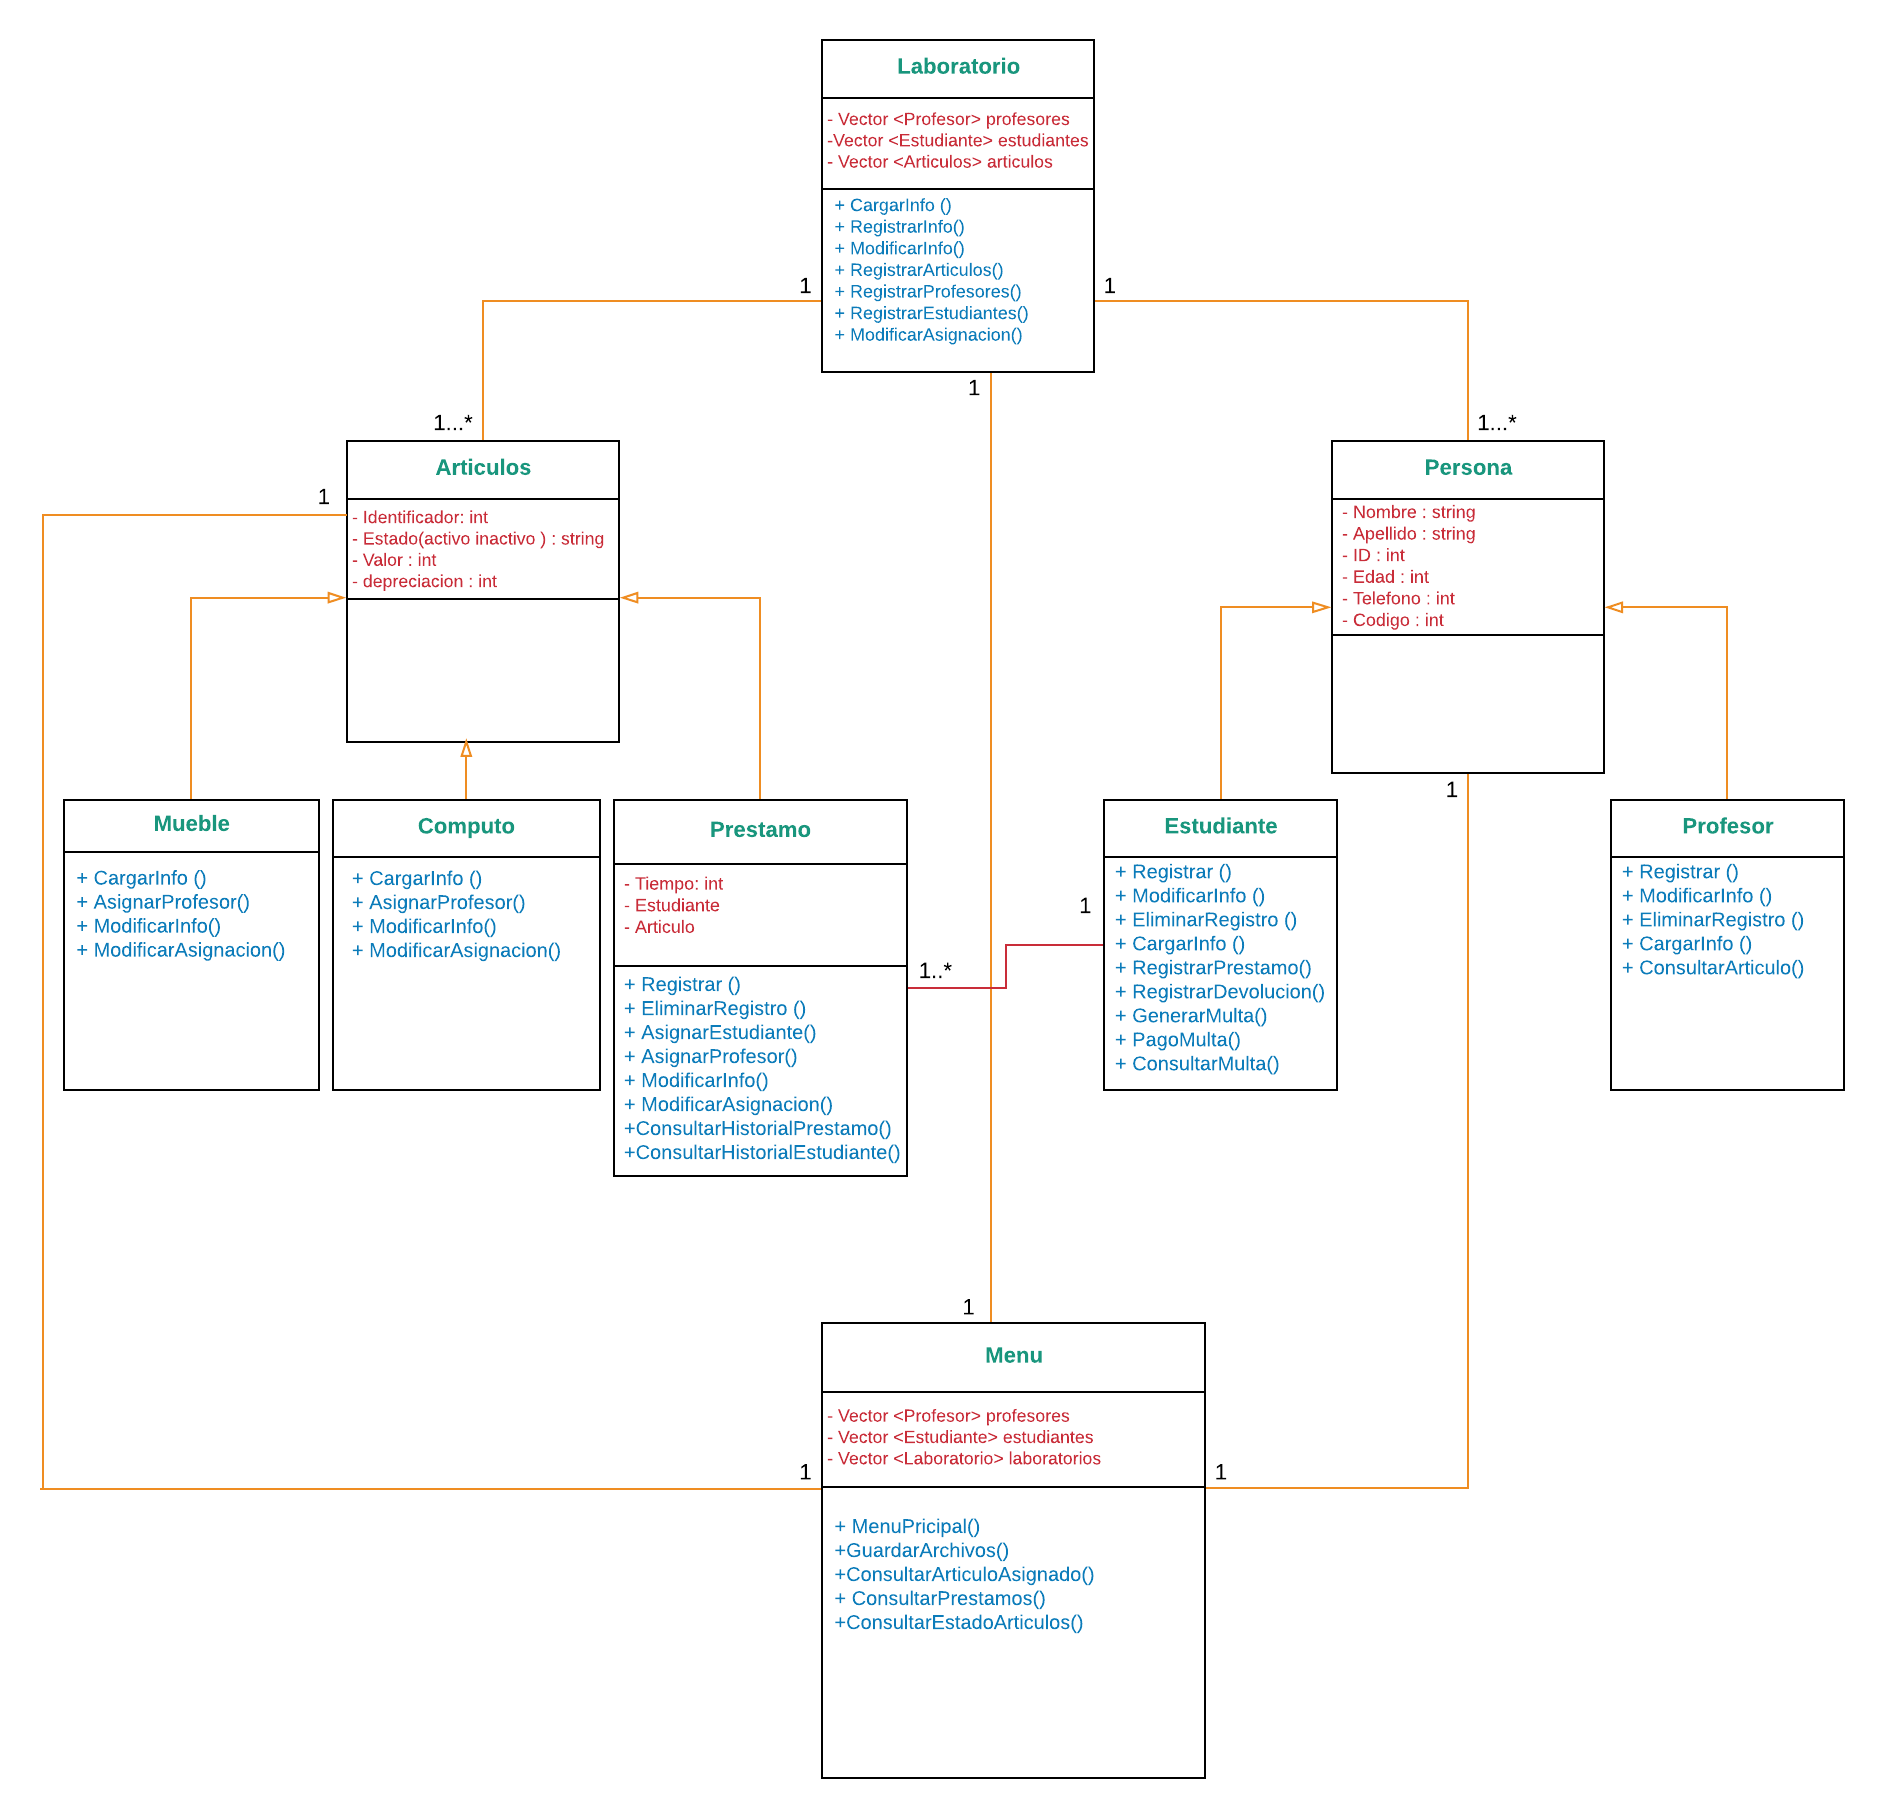 Laboratorio
- Vector <Profesor> profesores
-Vector <Estudiante> estudiantes
- Vector <Articulos> articulos
+ CargarInfo ()
+ RegistrarInfo()
+ ModificarInfo()
+ RegistrarArticulos()
+ RegistrarProfesores()
+ RegistrarEstudiantes()
+ ModificarAsignacion()
1
1
1
1...*
1...*
Articulos
1
- Identificador: int
- Estado(activo inactivo ) : string
- Valor : int
- depreciacion : int
Persona
- Nombre : string
- Apellido : string
- ID : int
- Edad : int
- Telefono : int
- Codigo : int
1
Mueble
+ CargarInfo ()
+ AsignarProfesor()
+ ModificarInfo()
+ ModificarAsignacion()
Computo
+ CargarInfo ()
+ AsignarProfesor()
+ ModificarInfo()
+ ModificarAsignacion()
Prestamo
- Tiempo: int
- Estudiante
- Articulo
+ Registrar ()
+ EliminarRegistro ()
+ AsignarEstudiante()
+ AsignarProfesor()
+ ModificarInfo()
+ ModificarAsignacion()
+ConsultarHistorialPrestamo()
+ConsultarHistorialEstudiante()
1..*
1
Estudiante
+ Registrar ()
+ ModificarInfo ()
+ EliminarRegistro ()
+ CargarInfo ()
+ RegistrarPrestamo()
+ RegistrarDevolucion()
+ GenerarMulta()
+ PagoMulta()
+ ConsultarMulta()
Profesor
+ Registrar ()
+ ModificarInfo ()
+ EliminarRegistro ()
+ CargarInfo ()
+ ConsultarArticulo()
1
Menu
- Vector <Profesor> profesores
- Vector <Estudiante> estudiantes
- Vector <Laboratorio> laboratorios
1
1
+ MenuPricipal()
+GuardarArchivos()
+ConsultarArticuloAsignado()
+ ConsultarPrestamos()
+ConsultarEstadoArticulos()